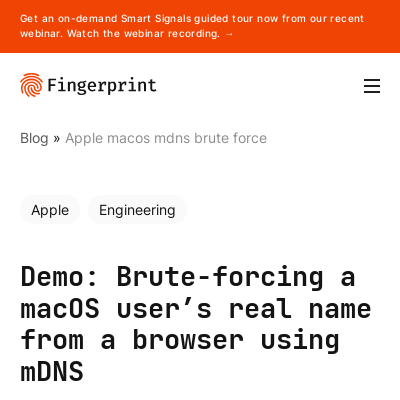 Get an on-demand Smart Signals guided tour now from our recent
webinar. Watch the webinar recording. →
Fingerprint
Blog » Apple macos mdns brute force
Apple
Engineering
Demo: Brute-forcing a
macOS user’s real name
from a browser using
mDNS